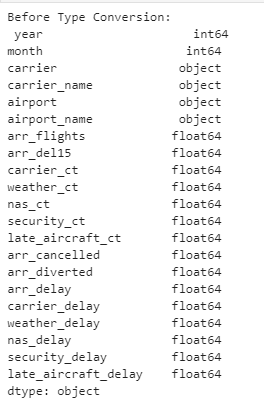 Before Type Conversion:
 year                     int64
month                    int64
carrier                 object
carrier_name            object
airport                 object
airport_name            object
arr_flights            float64
arr_del15              float64
carrier_ct             float64
weather_ct             float64
nas_ct                 float64
security_ct            float64
late_aircraft_ct       float64
arr_cancelled          float64
arr_diverted           float64
arr_delay              float64
carrier_delay          float64
weather_delay          float64
nas_delay              float64
security_delay         float64
late_aircraft_delay    float64
dtype: object